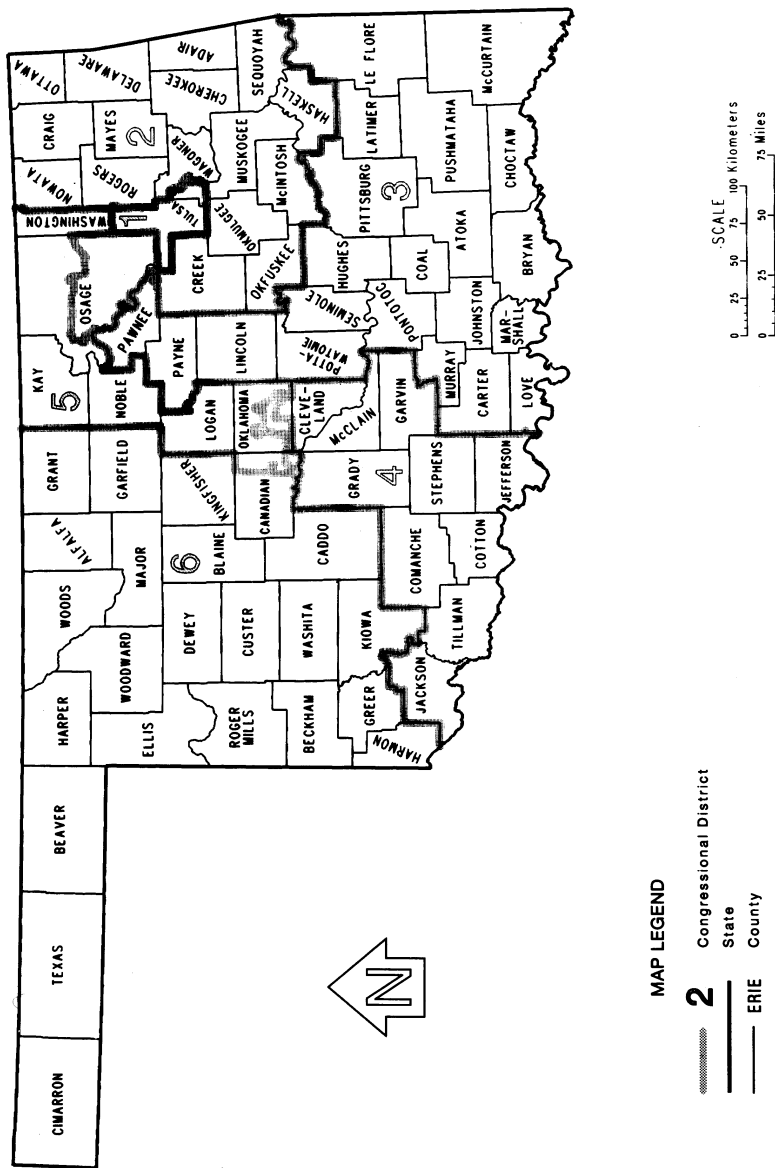 CIMARRON
TEXAS
BEAVER
HARPER
WOODS
ALFALFA
GRANT
KAY
5
OSAGE
WASHINGTON
NOWATA
CRAIG
OTTAWA
ELLIS
WOODWARD
MAJOR
GARFIELD
NOBLE
PAWNEE
1
TULSA
ROGERS
MAYES
2
DELAWARE
ROGER
MILLS
DEWEY
BLAINE
6
KINGFISHER
LOGAN
PAYNE
CREEK
WAGONER
CHEROKEE
ADAIR
CUSTER
CANADIAN
OKLAHOMA
LINCOLN
OKFUSKEE
OKMULGEE
MUSKOGEE
McINTOSH
SEQUOYAH
BECKHAM
WASHITA
CADDO
GRADY
4
CLEVE-
LAND
McCLAIN
POTTA-
WATOMIE
SEMINOLE
HUGHES
PITTSBURG
3
HASKELL
LATIMER
LE FLORE
HARMON
GREER
KIOWA
JACKSON
TILLMAN
COMANCHE
COTTON
STEPHENS
JEFFERSON
GARVIN
MURRAY
CARTER
LOVE
PONTOTOC
JOHNSTON
MAR-
SHALL
COAL
ATOKA
BRYAN
PUSHMATAHA
CHOCTAW
McCURTAIN
N
MAP LEGEND
2 Congressional District
State
ERIE County
SCALE
0 25 50 75 100 Kilometers
0 25 50 75 Miles